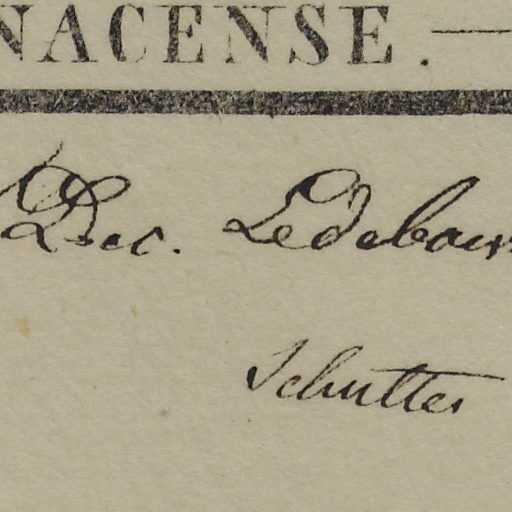 NACENSE.—
Dec. Ledebour
Schutter